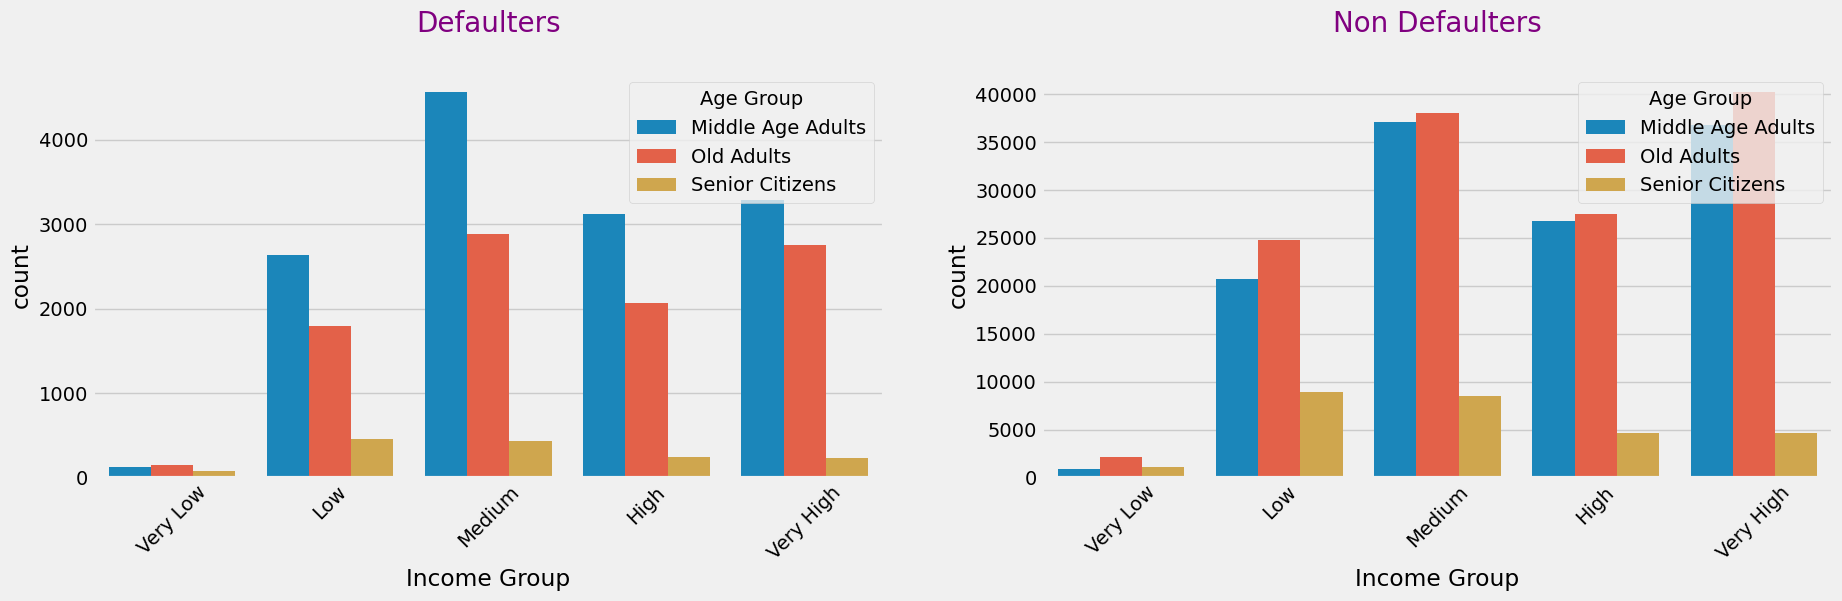 Defaulters
Age Group
Middle Age Adults
Old Adults
Senior Citizens
count
4000
3000
2000
1000
0
Very Low
Low
Medium
High
Very High
Income Group
Non Defaulters
Age Group
Middle Age Adults
Old Adults
Senior Citizens
count
40000
35000
30000
25000
20000
15000
10000
5000
0
Very Low
Low
Medium
High
Very High
Income Group